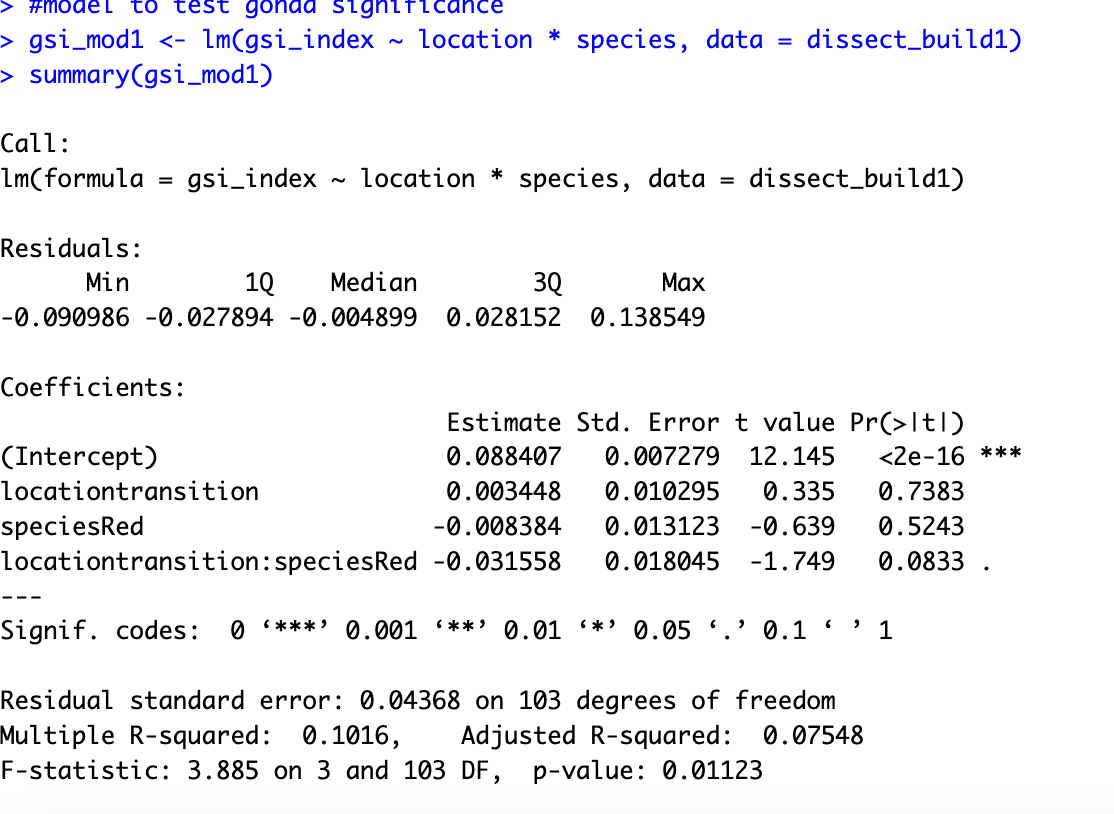 > #model to test gonad significance
> gsi_mod1 <- lm(gsi_index ~ location * species, data = dissect_build1)
> summary(gsi_mod1)
Call:
lm(formula = gsi_index ~ location * species, data = dissect_build1)
Residuals:
Min 1Q Median 3Q Max
-0.090986 -0.027894 -0.004899 0.028152 0.138549
Coefficients:
Estimate Std. Error t value Pr(>|t|)
(Intercept) 0.088407 0.007279 12.145 <2e-16 ***
locationtransition 0.003448 0.010295 0.335 0.7383
speciesRed -0.008384 0.013123 -0.639 0.5243
locationtransition:speciesRed -0.031558 0.018045 -1.749 0.0833 .
---
Signif. codes: 0 ‘***’ 0.001 ‘**’ 0.01 ‘*’ 0.05 ‘.’ 0.1 ‘ ’ 1
Residual standard error: 0.04368 on 103 degrees of freedom
Multiple R-squared: 0.1016, Adjusted R-squared: 0.07548
F-statistic: 3.885 on 3 and 103 DF, p-value: 0.01123